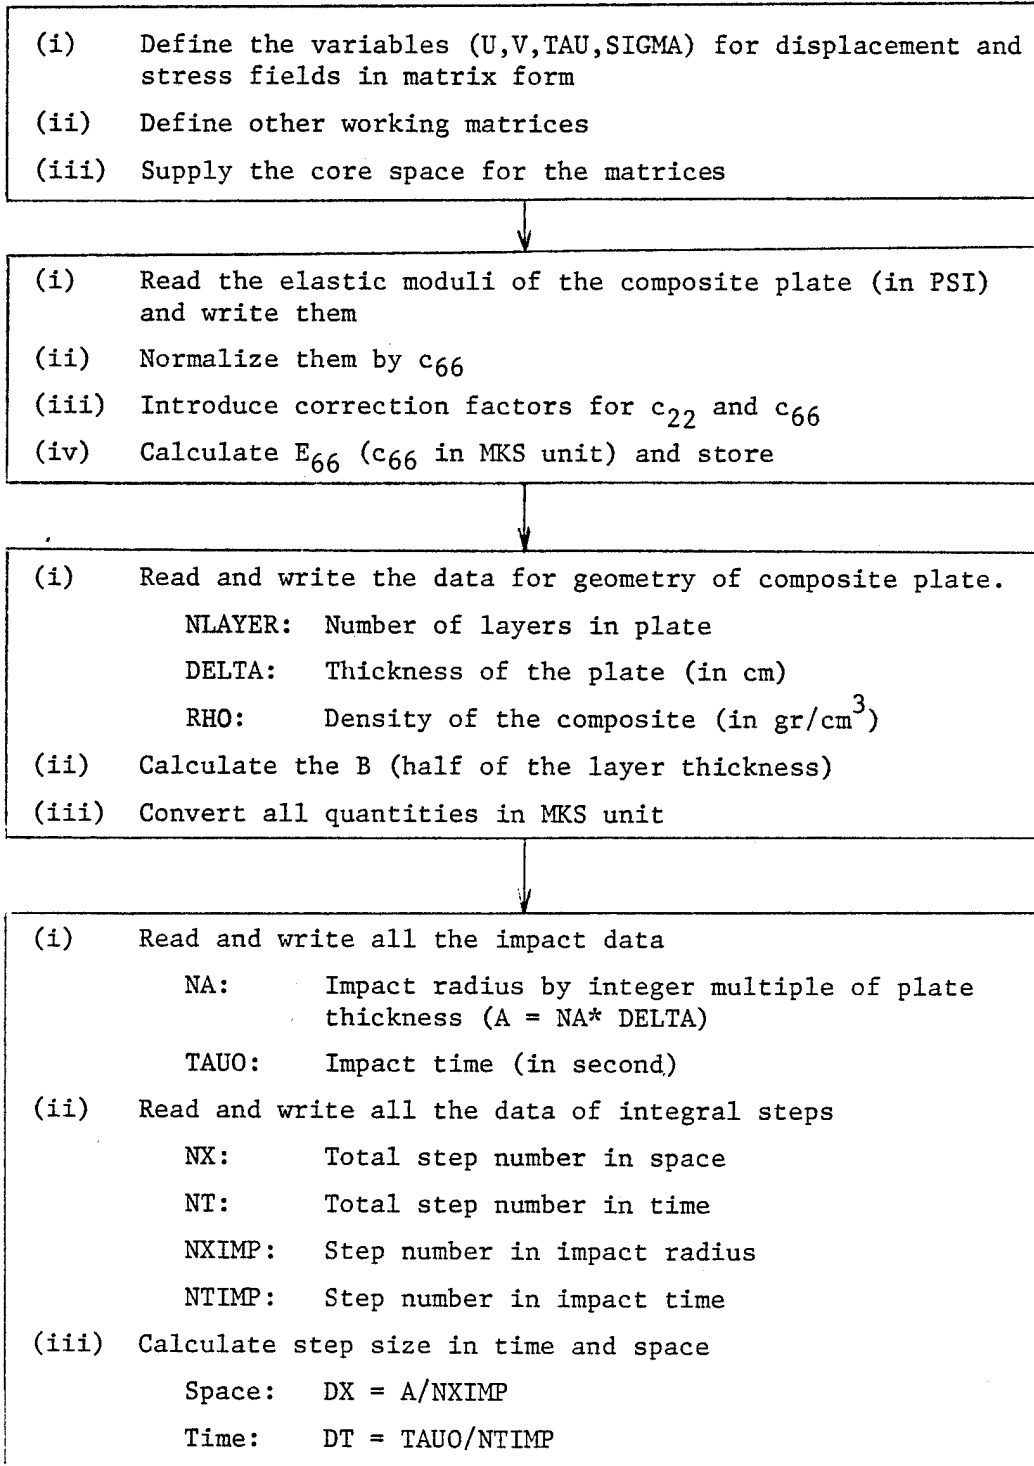 (i) Define the variables (U,V,TAU,SIGMA) for displacement and
stress fields in matrix form
(ii) Define other working matrices
(iii) Supply the core space for the matrices
(i) Read the elastic moduli of the composite plate (in PSI)
and write them
(ii) Normalize them by c66
(iii) Introduce correction factors for c22 and c66
(iv) Calculate E66 (c66 in MKS unit) and store
(i) Read and write the data for geometry of composite plate.
NLAYER: Number of layers in plate
DELTA: Thickness of the plate (in cm)
RHO: Density of the composite (in gr/cm3)
(ii) Calculate the B (half of the layer thickness)
(iii) Convert all quantities in MKS unit
(i) Read and write all the impact data
NA: Impact radius by integer multiple of plate
thickness (A = NA* DELTA)
TAUO: Impact time (in second)
(ii) Read and write all the data of integral steps
NX: Total step number in space
NT: Total step number in time
NXIMP: Step number in impact radius
NTIMP: Step number in impact time
(iii) Calculate step size in time and space
Space: DX = A/NXIMP
Time: DT = TAUO/NTIMP